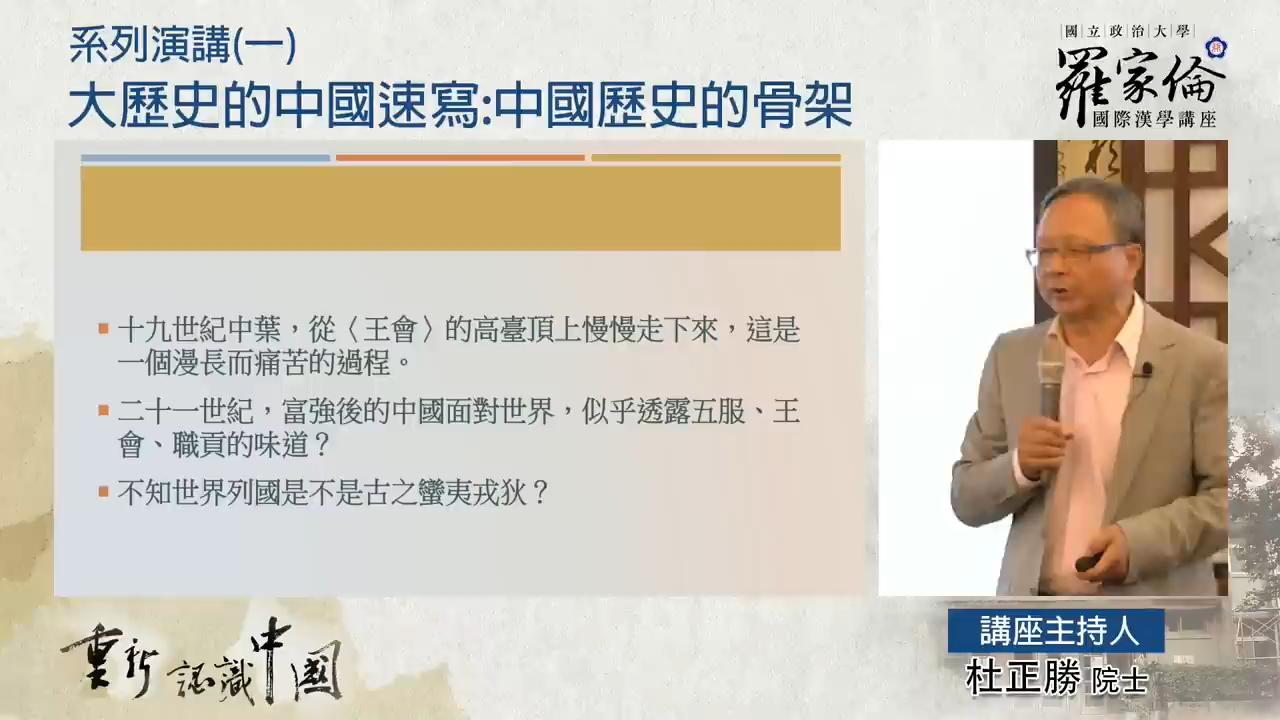 系列演講(一)
大歷史的中國速寫:中國歷史的骨架
國立政治大學
羅家倫
國際漢學講座
十九世紀中葉，從〈王會〉的高臺頂上慢慢走下來，這是
一個漫長而痛苦的過程。
二十一世紀，富強後的中國面對世界，似乎透露五服、王
會、職貢的味道？
不知世界列國是不是古之蠻夷戎狄？
重新認識中國
講座主持人
杜正勝 院士